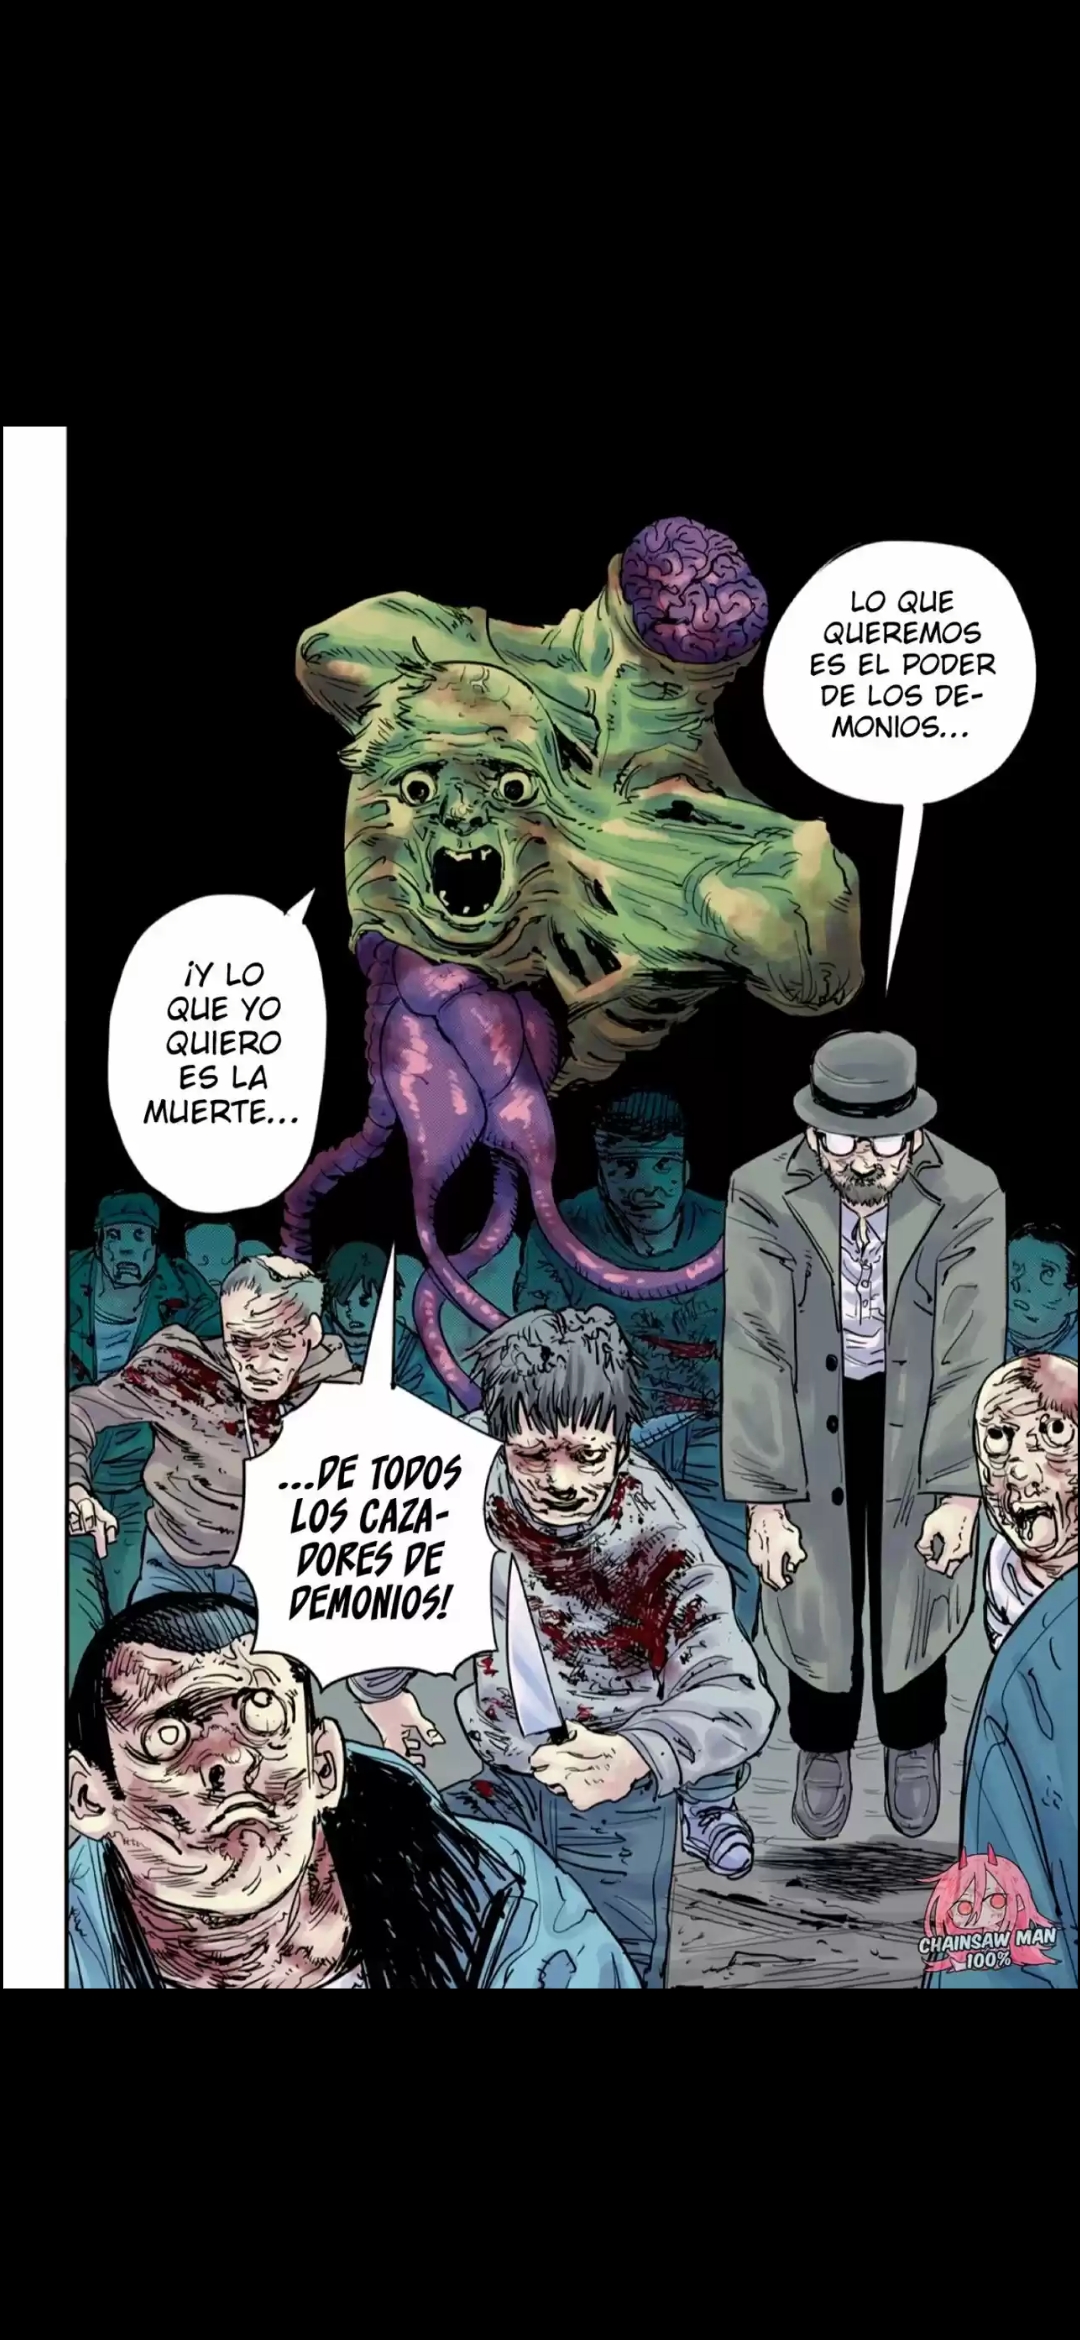 LO QUE
QUEREMOS
ES EL PODER
DE LOS DE-
MONIOS...
¡Y LO
QUE YO
QUIERO
ES LA
MUERTE...
...DE TODOS
LOS CAZA-
DORES DE
DEMONIOS!
CHAINSAW MAN
100%